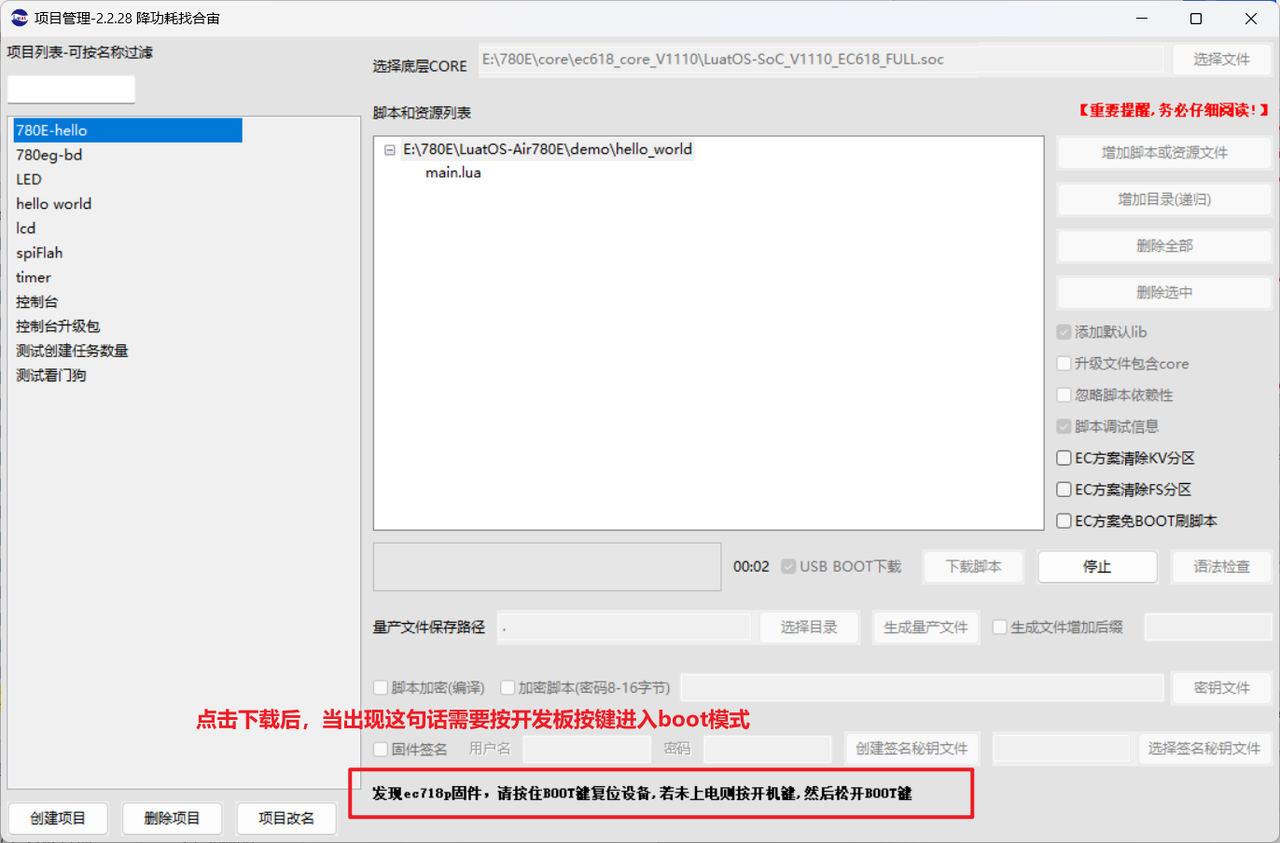 项目管理-2.2.28 降功耗找合宙
项目列表-可按名称过滤
780E-hello
780eg-bd
LED
hello world
lcd
spiFlah
timer
控制台
控制台升级包
测试创建任务数量
测试看门狗
创建项目 删除项目 项目改名
选择底层CORE E:\780E\core\ec618_core_V1110\LuatOS-SoC_V1110_EC618_FULL.soc 选择文件
脚本和资源列表
【重要提醒,务必仔细阅读!】
E:\780E\LuatOS-Air780E\demo\hello_world
main.lua
增加脚本或资源文件
增加目录(递归)
删除全部
删除选中
添加默认lib
升级文件包含core
忽略脚本依赖性
脚本调试信息
EC方案清除KV分区
EC方案清除FS分区
EC方案免BOOT刷脚本
00:02 USB BOOT下载 下载脚本 停止 语法检查
量产文件保存路径 . 选择目录 生成量产文件 生成文件增加后缀
脚本加密(编译) 加密脚本(密码8-16字节) 密钥文件
点击下载后，当出现这句话需要按开发板按键进入boot模式
固件签名 用户名 密码 创建签名秘钥文件 选择签名秘钥文件
发现ec718p固件，请按住BOOT键复位设备,若未上电则按开机键,然后松开BOOT键